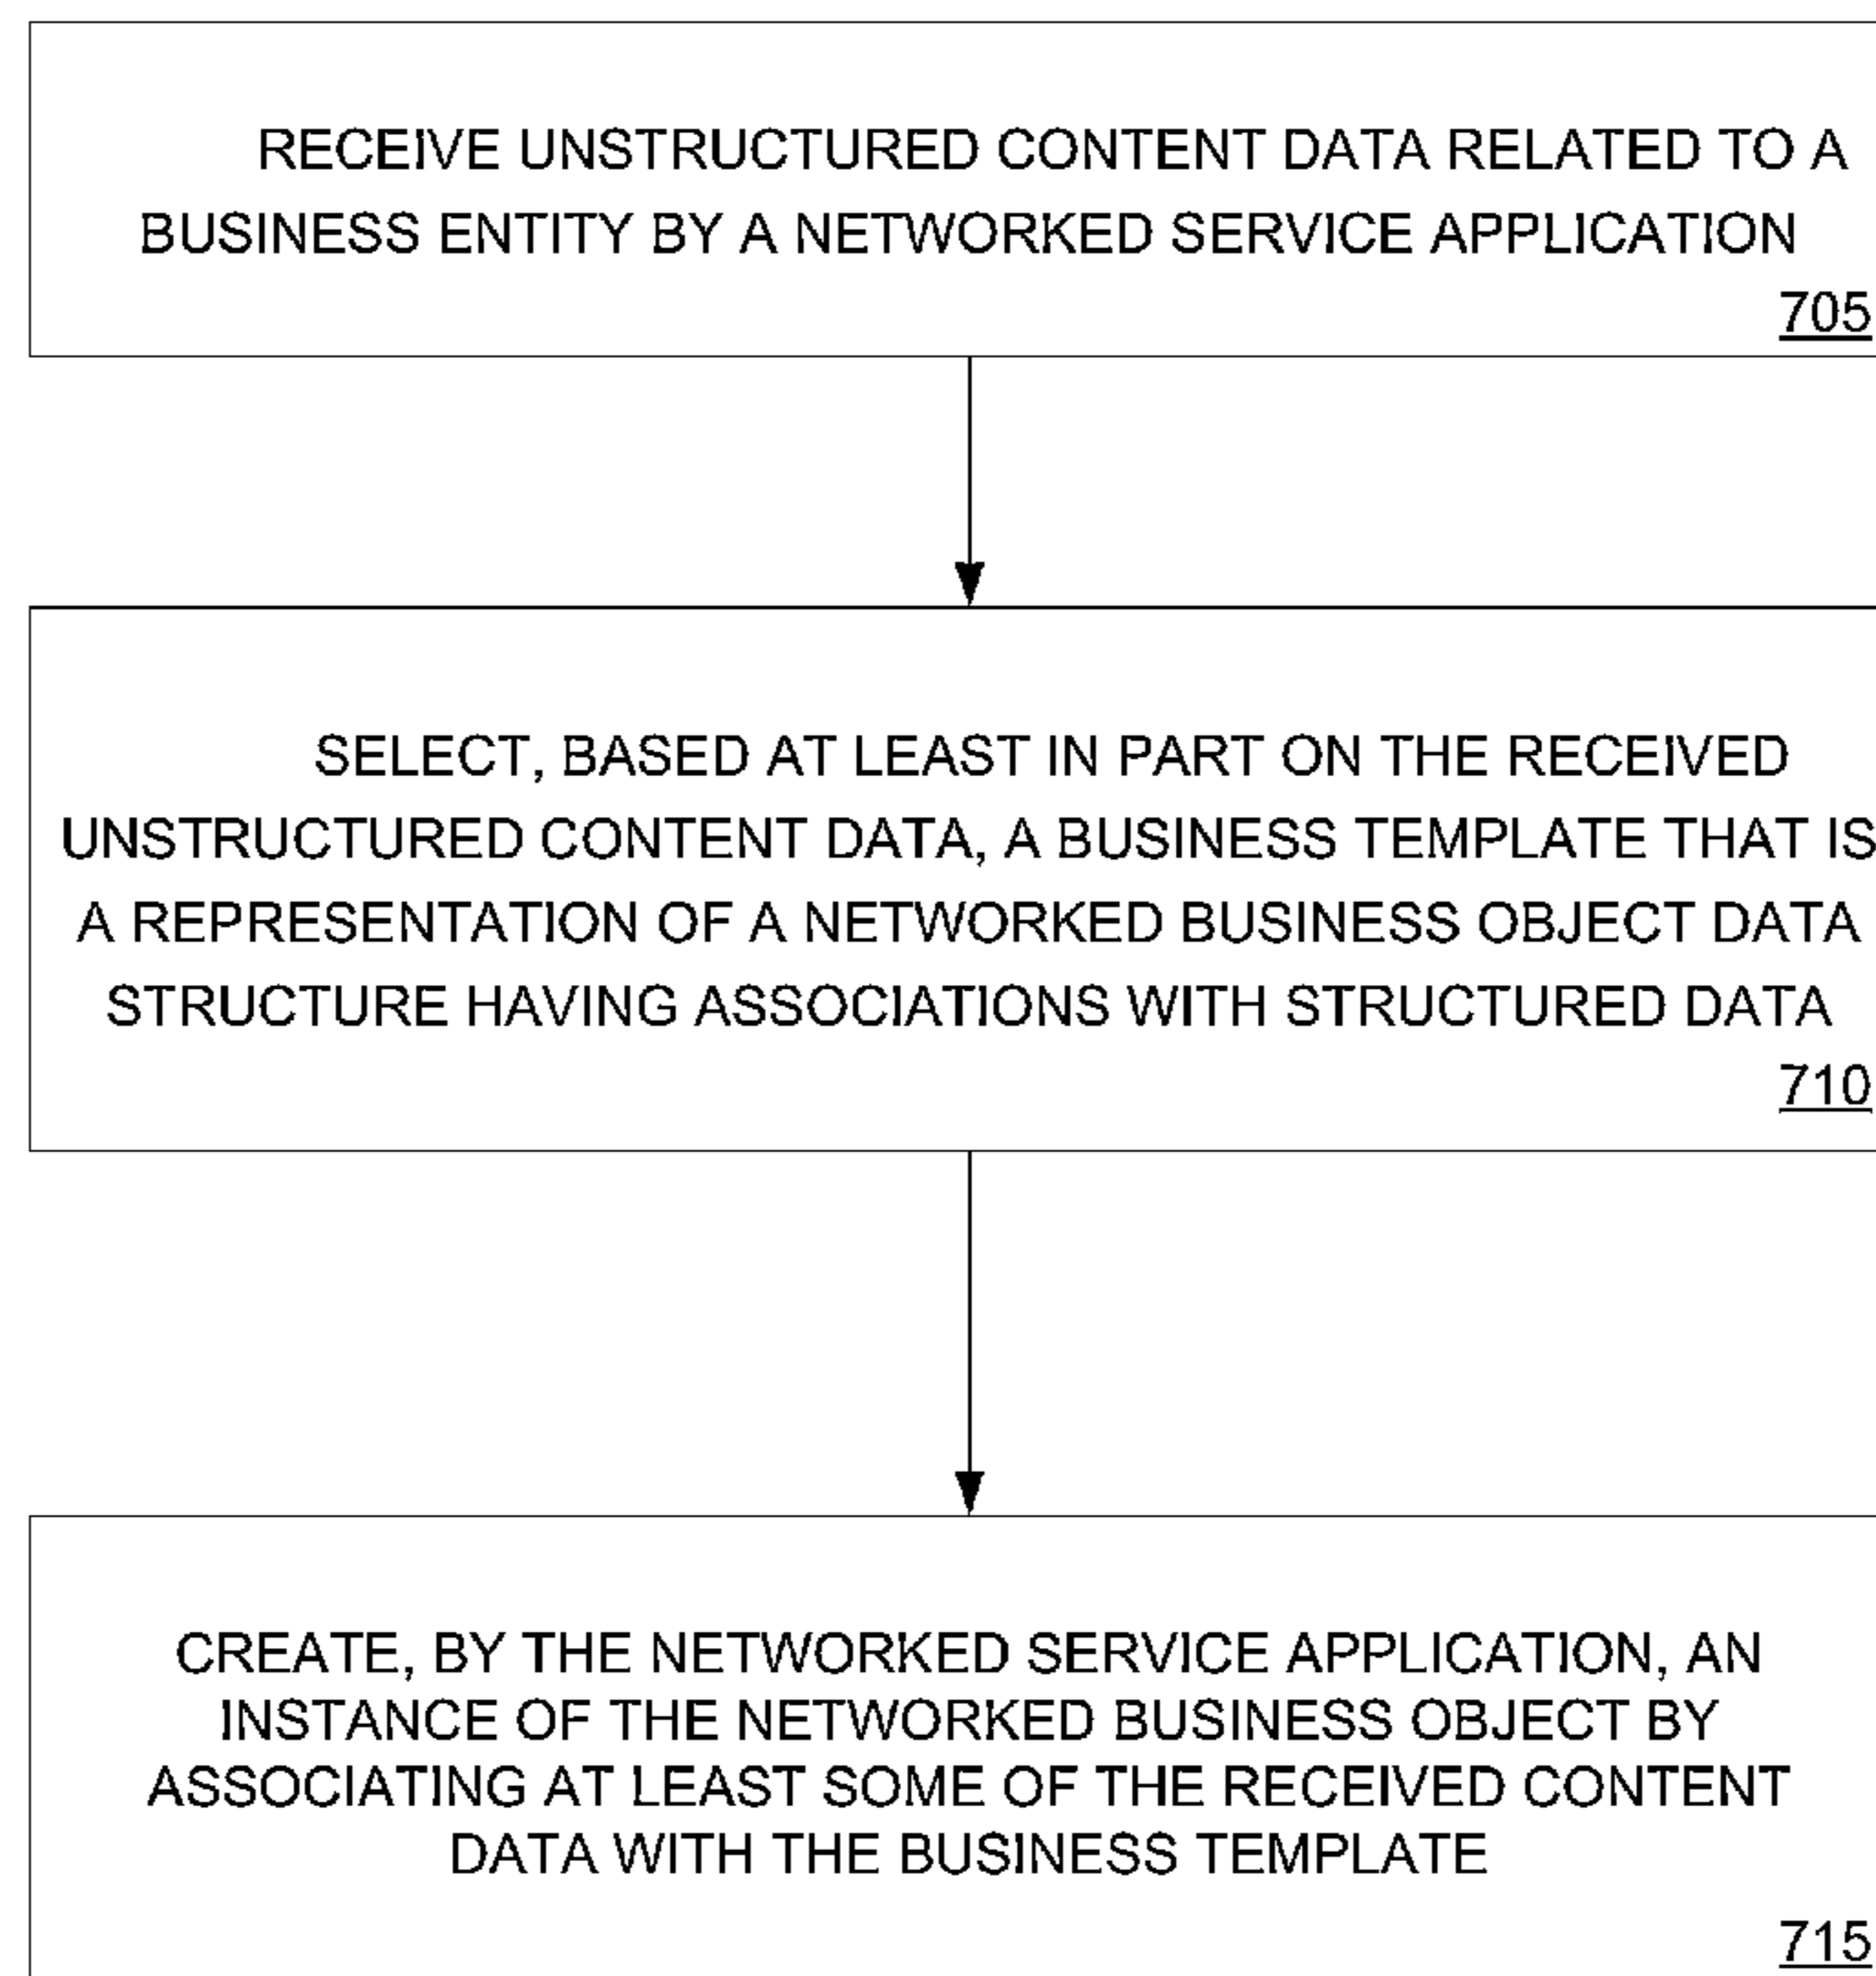 RECEIVE UNSTRUCTURED CONTENT DATA RELATED TO A
BUSINESS ENTITY BY A NETWORKED SERVICE APPLICATION
705
SELECT, BASED AT LEAST IN PART ON THE RECEIVED
UNSTRUCTURED CONTENT DATA, A BUSINESS TEMPLATE THAT IS
A REPRESENTATION OF A NETWORKED BUSINESS OBJECT DATA
STRUCTURE HAVING ASSOCIATIONS WITH STRUCTURED DATA
710
CREATE, BY THE NETWORKED SERVICE APPLICATION, AN
INSTANCE OF THE NETWORKED BUSINESS OBJECT BY
ASSOCIATING AT LEAST SOME OF THE RECEIVED CONTENT
DATA WITH THE BUSINESS TEMPLATE
715